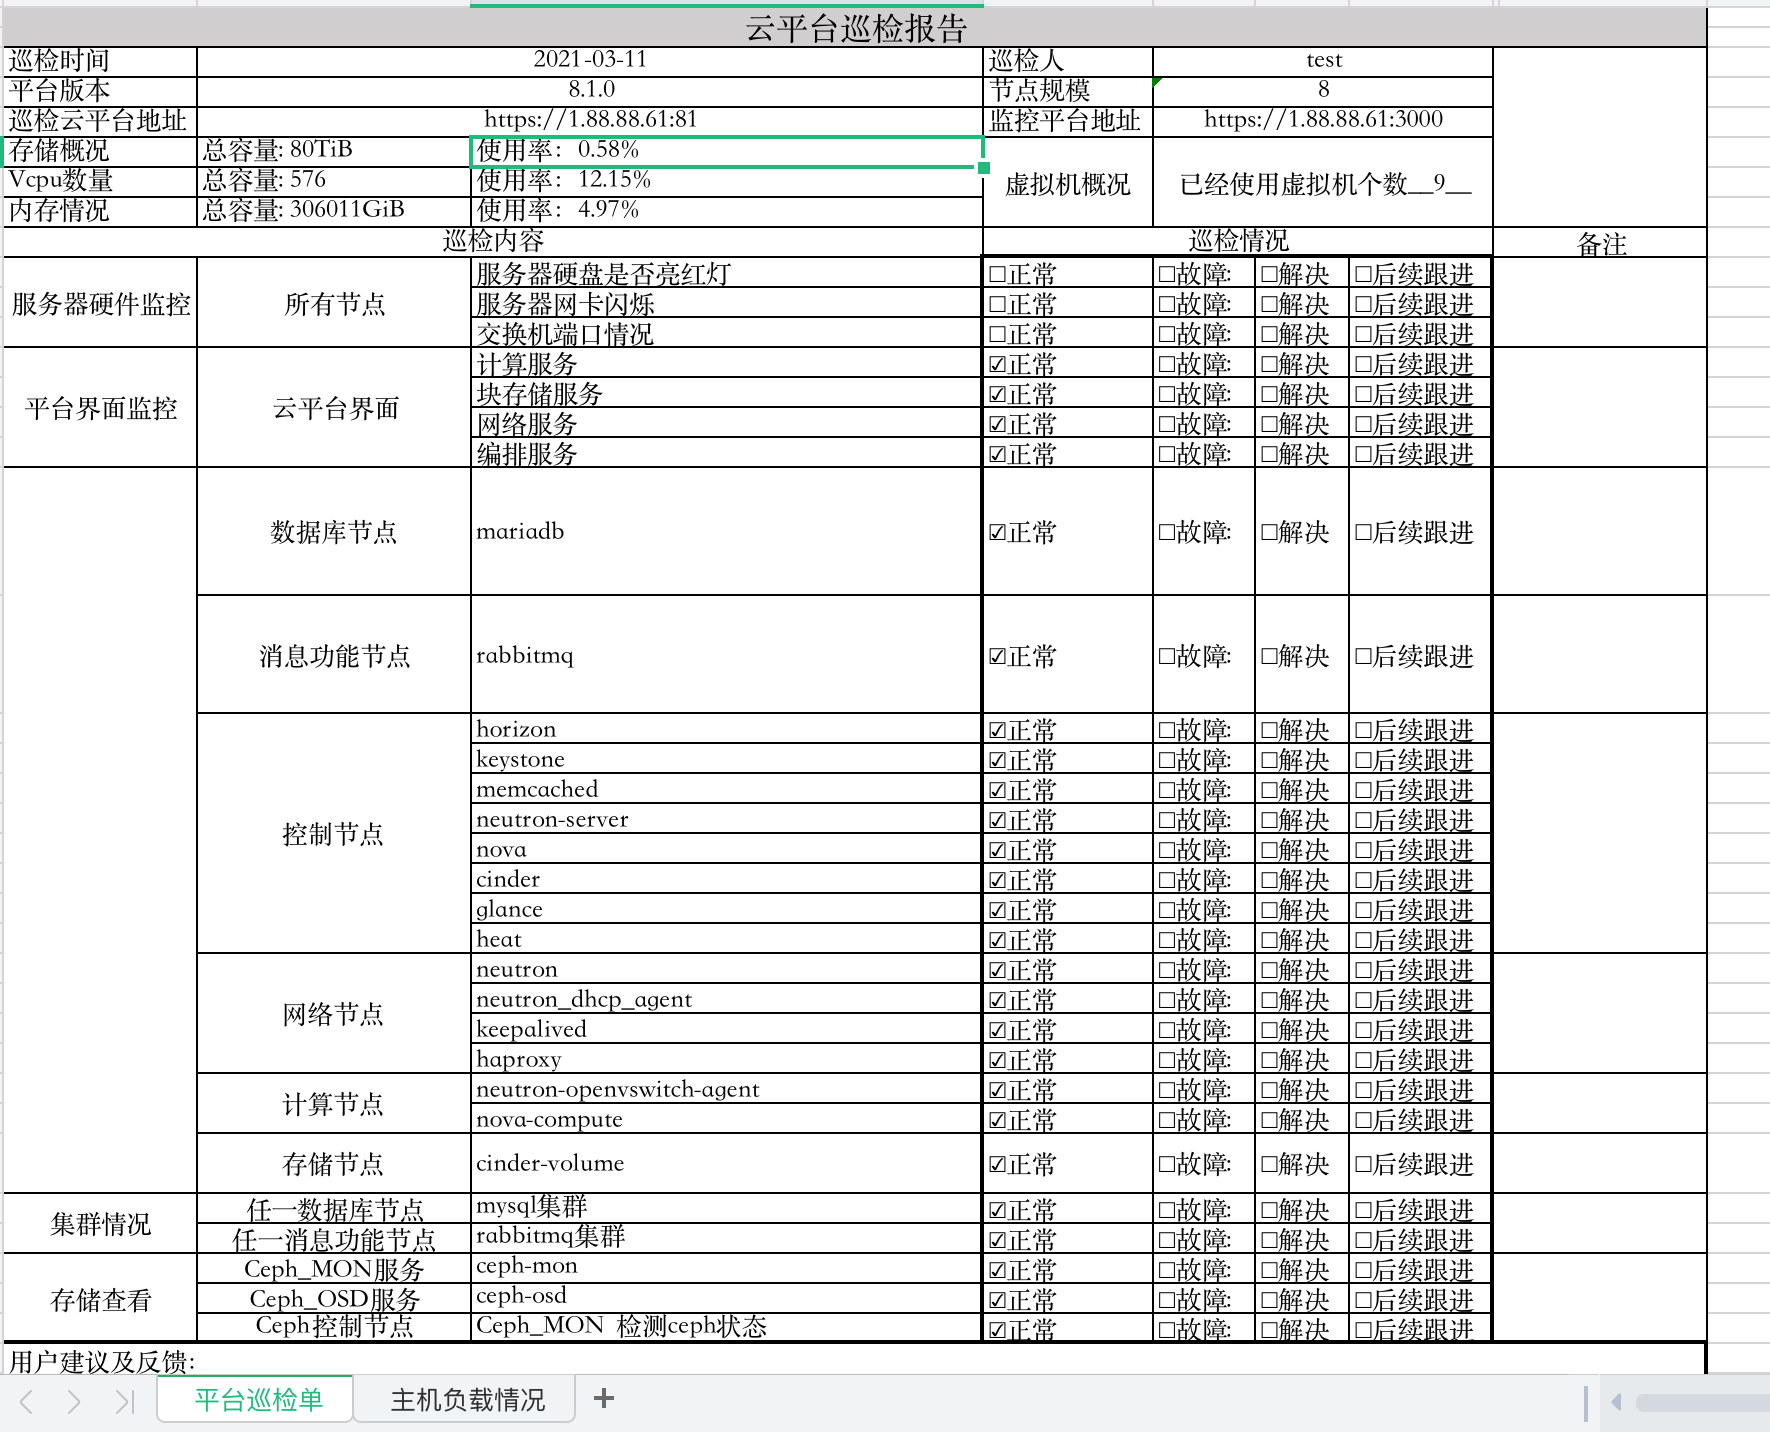 云平台巡检报告
巡检时间 2021-03-11 巡检人 test
平台版本 8.1.0 节点规模 8
巡检云平台地址 https://1.88.88.61:81 监控平台地址 https://1.88.88.61:3000
存储概况 总容量: 80TiB 使用率： 0.58%
Vcpu数量 总容量: 576 使用率： 12.15% 虚拟机概况 已经使用虚拟机个数__9__
内存情况 总容量: 306011GiB 使用率： 4.97%
巡检内容 巡检情况 备注
服务器硬盘是否亮红灯 ☐正常 ☐故障: ☐解决 ☐后续跟进
服务器硬件监控 所有节点 服务器网卡闪烁 ☐正常 ☐故障: ☐解决 ☐后续跟进
交换机端口情况 ☐正常 ☐故障: ☐解决 ☐后续跟进
计算服务 ☑正常 ☐故障: ☐解决 ☐后续跟进
平台界面监控 云平台界面 块存储服务 ☑正常 ☐故障: ☐解决 ☐后续跟进
网络服务 ☑正常 ☐故障: ☐解决 ☐后续跟进
编排服务 ☑正常 ☐故障: ☐解决 ☐后续跟进
数据库节点 mariadb ☑正常 ☐故障: ☐解决 ☐后续跟进
消息功能节点 rabbitmq ☑正常 ☐故障: ☐解决 ☐后续跟进
horizon ☑正常 ☐故障: ☐解决 ☐后续跟进
keystone ☑正常 ☐故障: ☐解决 ☐后续跟进
memcached ☑正常 ☐故障: ☐解决 ☐后续跟进
neutron-server ☑正常 ☐故障: ☐解决 ☐后续跟进
控制节点 nova ☑正常 ☐故障: ☐解决 ☐后续跟进
cinder ☑正常 ☐故障: ☐解决 ☐后续跟进
glance ☑正常 ☐故障: ☐解决 ☐后续跟进
heat ☑正常 ☐故障: ☐解决 ☐后续跟进
neutron ☑正常 ☐故障: ☐解决 ☐后续跟进
网络节点 neutron_dhcp_agent ☑正常 ☐故障: ☐解决 ☐后续跟进
keepalived ☑正常 ☐故障: ☐解决 ☐后续跟进
haproxy ☑正常 ☐故障: ☐解决 ☐后续跟进
计算节点 neutron-openvswitch-agent ☑正常 ☐故障: ☐解决 ☐后续跟进
nova-compute ☑正常 ☐故障: ☐解决 ☐后续跟进
存储节点 cinder-volume ☑正常 ☐故障: ☐解决 ☐后续跟进
集群情况 任一数据库节点 mysql集群 ☑正常 ☐故障: ☐解决 ☐后续跟进
任一消息功能节点 rabbitmq集群 ☑正常 ☐故障: ☐解决 ☐后续跟进
Ceph_MON服务 ceph-mon ☑正常 ☐故障: ☐解决 ☐后续跟进
存储查看 Ceph_OSD服务 ceph-osd ☑正常 ☐故障: ☐解决 ☐后续跟进
Ceph控制节点 Ceph_MON 检测ceph状态 ☑正常 ☐故障: ☐解决 ☐后续跟进
用户建议及反馈:
平台巡检单 主机负载情况 +